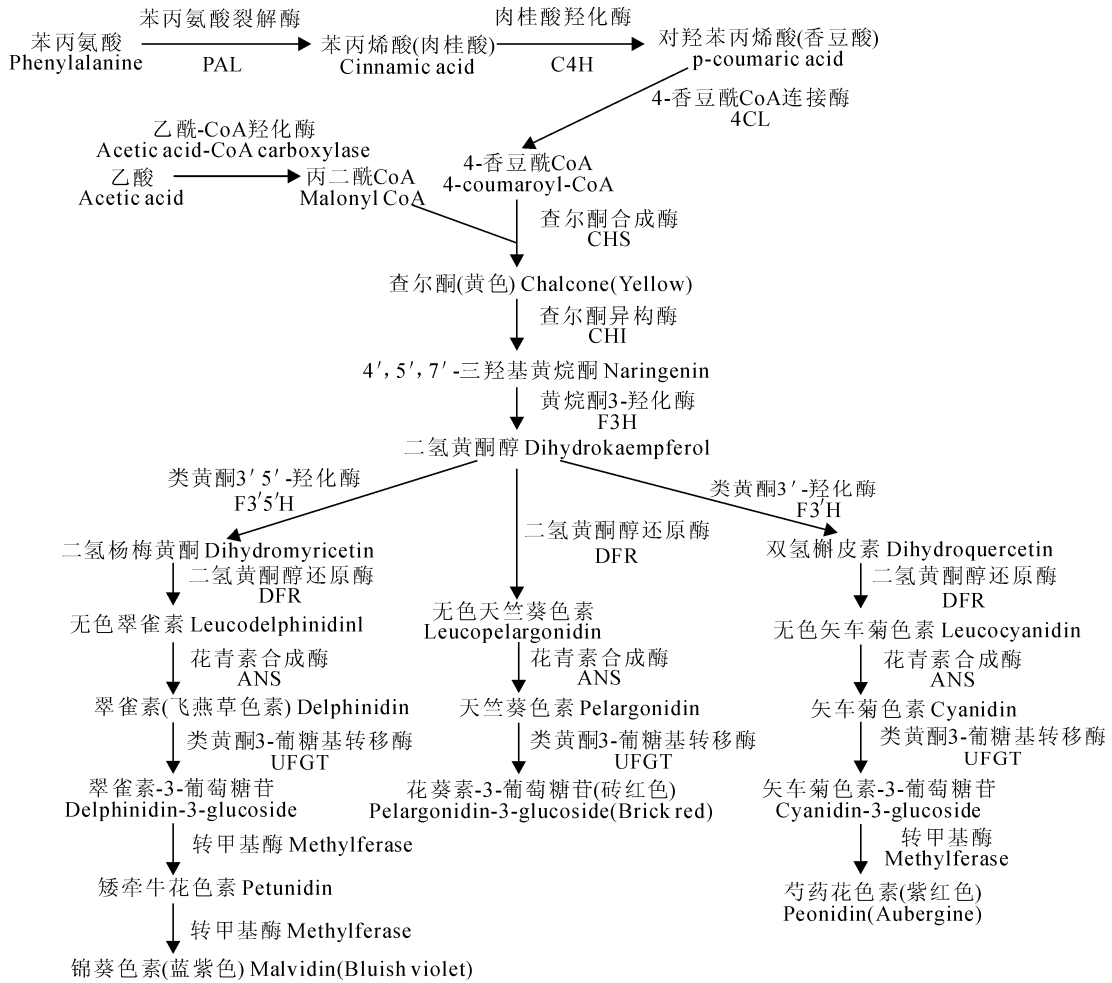 苯丙氨酸裂解酶
肉桂酸羟化酶
苯丙氨酸
苯丙烯酸(肉桂酸)
对羟苯丙烯酸(香豆酸)
Phenylalanine
PAL
Cinnamic acid
C4H
p-coumaric acid
4-香豆酰CoA连接酶
4CL
乙酰-CoA羟化酶
Acetic acid-CoA carboxylase
乙酸
Acetic acid
丙二酰CoA
Malonyl CoA
4-香豆酰CoA
4-coumaroyl-CoA
查尔酮合成酶
CHS
查尔酮(黄色) Chalcone(Yellow)
查尔酮异构酶
CHI
4′, 5′, 7′-三羟基黄烷酮 Naringenin
黄烷酮3-羟化酶
F3H
二氢黄酮醇 Dihydrokaempferol
类黄酮3′ 5′-羟化酶
F3′5′H
二氢黄酮醇还原酶
DFR
类黄酮3′-羟化酶
F3′H
二氢杨梅黄酮 Dihydromyricetin
双氢槲皮素 Dihydroquercetin
二氢黄酮醇还原酶
DFR
二氢黄酮醇还原酶
DFR
无色翠雀素 Leucodelphinidinl
无色天竺葵色素
Leucopelargonidin
无色矢车菊色素 Leucocyanidin
花青素合成酶
ANS
花青素合成酶
ANS
花青素合成酶
ANS
翠雀素(飞燕草色素) Delphinidin
天竺葵色素 Pelargonidin
矢车菊色素 Cyanidin
类黄酮3-葡糖基转移酶
UFGT
类黄酮3-葡糖基转移酶
UFGT
类黄酮3-葡糖基转移酶
UFGT
翠雀素-3-葡萄糖苷
Delphinidin-3-glucoside
花葵素-3-葡萄糖苷(砖红色)
Pelargonidin-3-glucoside(Brick red)
矢车菊色素-3-葡萄糖苷
Cyanidin-3-glucoside
转甲基酶 Methylferase
转甲基酶
Methylferase
矮牵牛花色素 Petunidin
芍药花色素(紫红色)
Peonidin(Aubergine)
转甲基酶 Methylferase
锦葵色素(蓝紫色) Malvidin(Bluish violet)